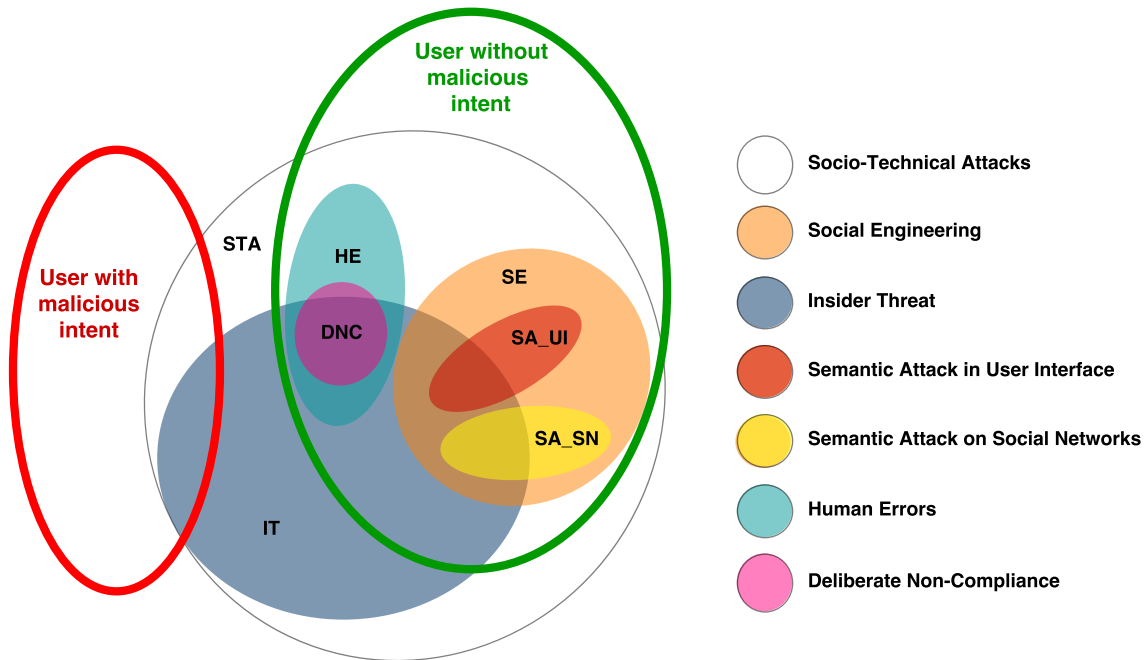 User without
malicious
intent
User with
malicious
intent
STA
HE
DNC
SE
SA_UI
SA_SN
IT
Socio-Technical Attacks
Social Engineering
Insider Threat
Semantic Attack in User Interface
Semantic Attack on Social Networks
Human Errors
Deliberate Non-Compliance